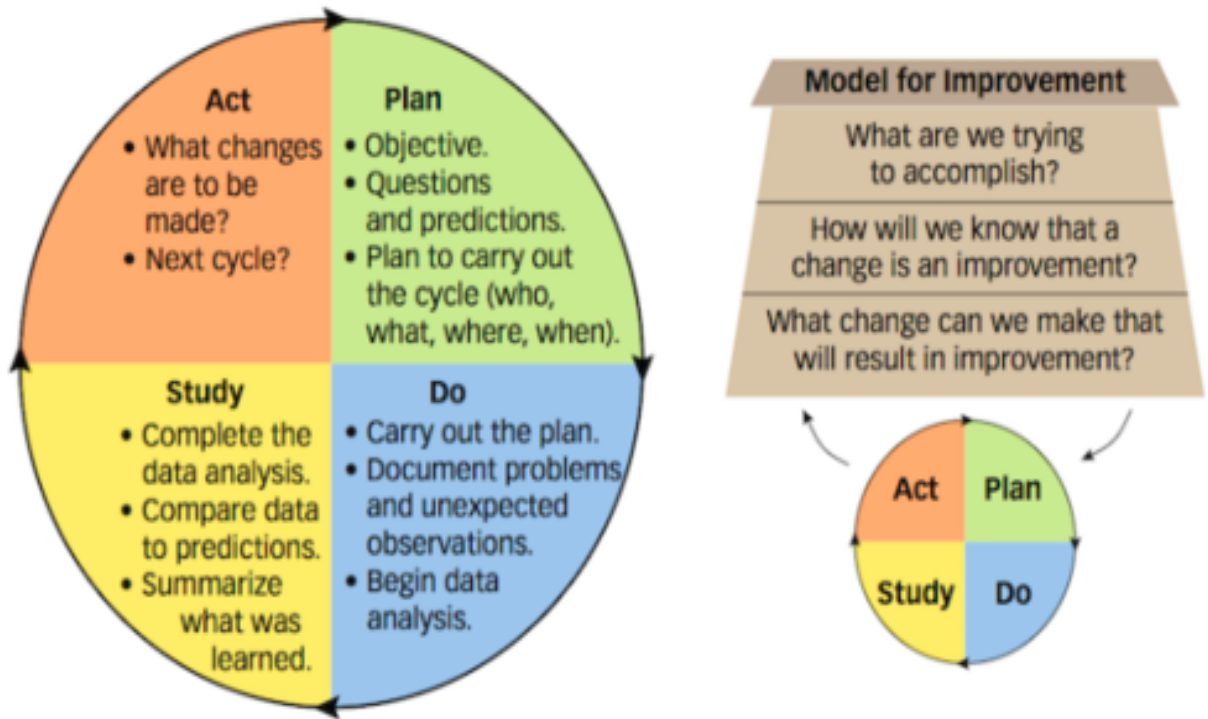 Act
• What changes
are to be
made?
• Next cycle?
Plan
• Objective.
• Questions
and predictions.
• Plan to carry out
the cycle (who,
what, where, when).
Study
• Complete the
data analysis.
• Compare data
to predictions.
• Summarize
what was
learned.
Do
• Carry out the plan.
• Document problems
and unexpected
observations.
• Begin data
analysis.
Model for Improvement
What are we trying
to accomplish?
How will we know that a
change is an improvement?
What change can we make that
will result in improvement?
Act
Plan
Study
Do